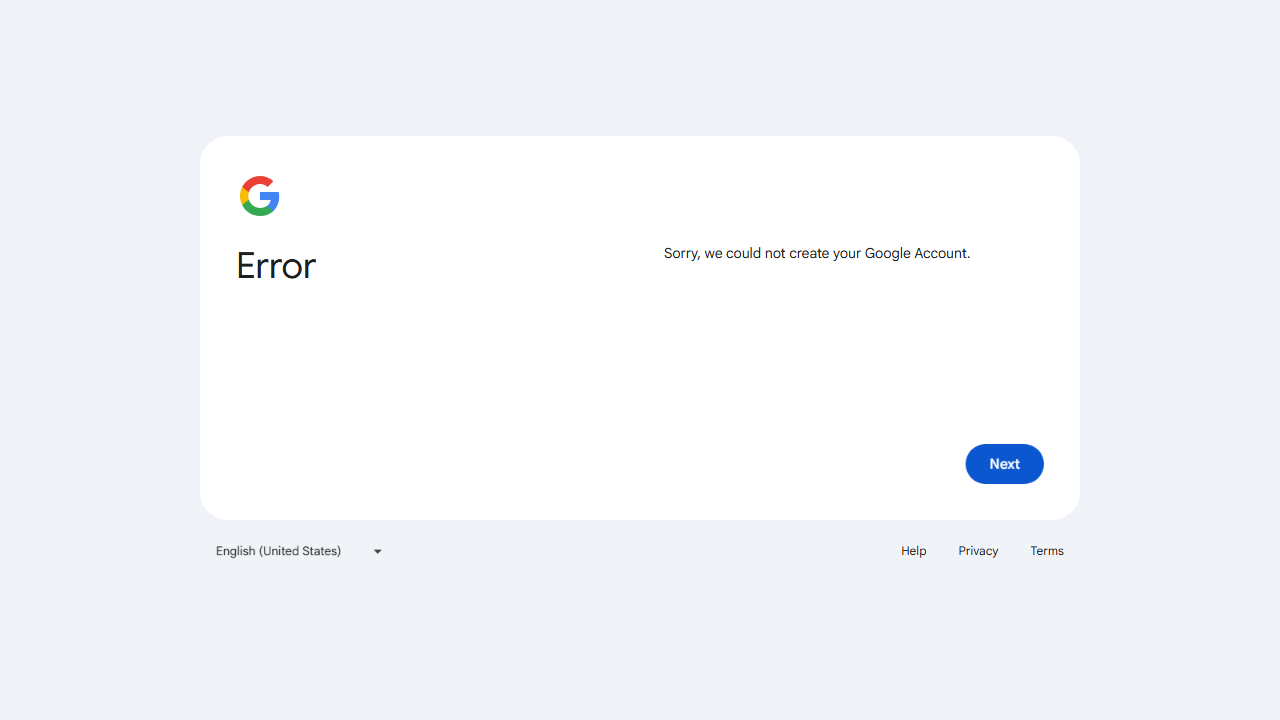 Error
Sorry, we could not create your Google Account.
Next
English (United States)
Help Privacy Terms